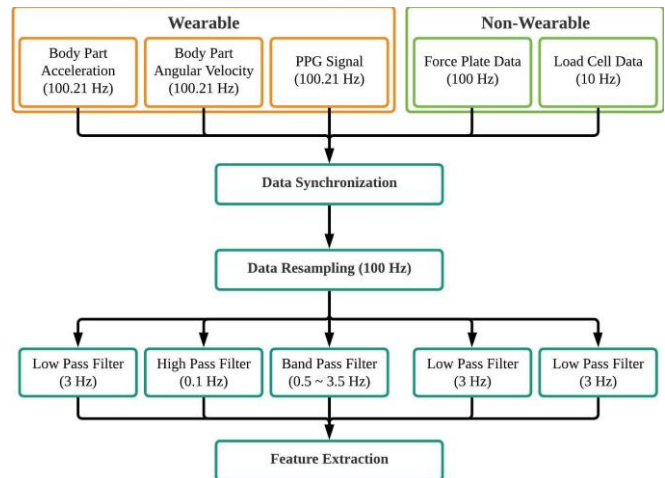 Wearable
Non-Wearable
Body Part
Acceleration
(100.21 Hz)
Body Part
Angular Velocity
(100.21 Hz)
PPG Signal
(100.21 Hz)
Force Plate Data
(100 Hz)
Load Cell Data
(10 Hz)
Data Synchronization
Data Resampling (100 Hz)
Low Pass Filter
(3 Hz)
High Pass Filter
(0.1 Hz)
Band Pass Filter
(0.5 ~ 3.5 Hz)
Low Pass Filter
(3 Hz)
Low Pass Filter
(3 Hz)
Feature Extraction